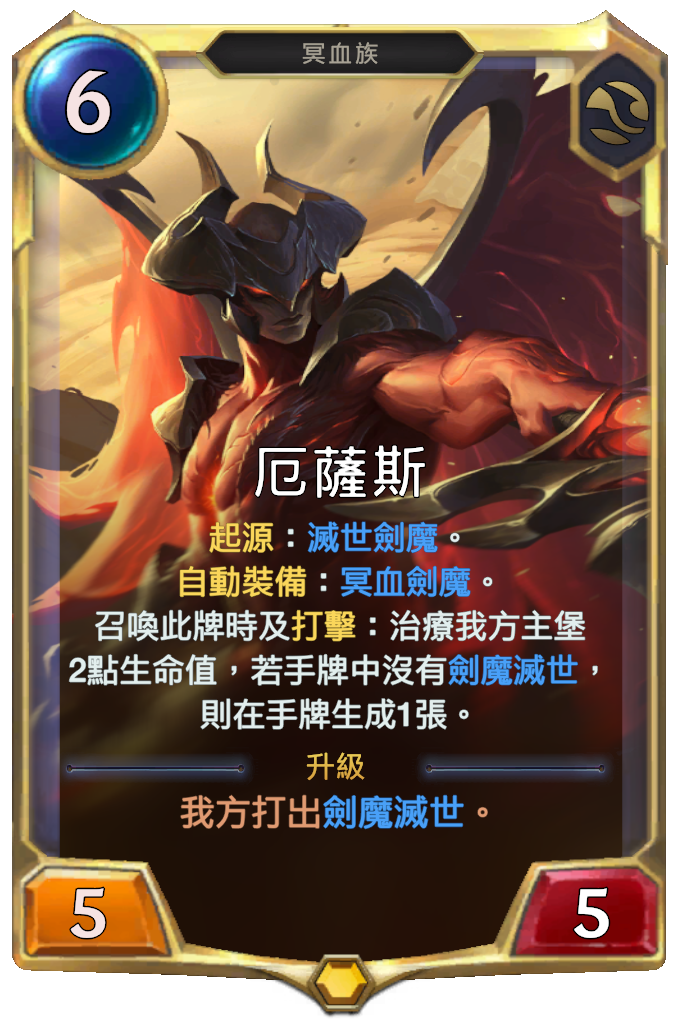 6
冥血族
厄薩斯
起源：滅世劍魔。
自動裝備：冥血劍魔。
召喚此牌時及打擊：治療我方主堡
2點生命值，若手牌中沒有劍魔滅世，
則在手牌生成1張。
升級
我方打出劍魔滅世。
5
5